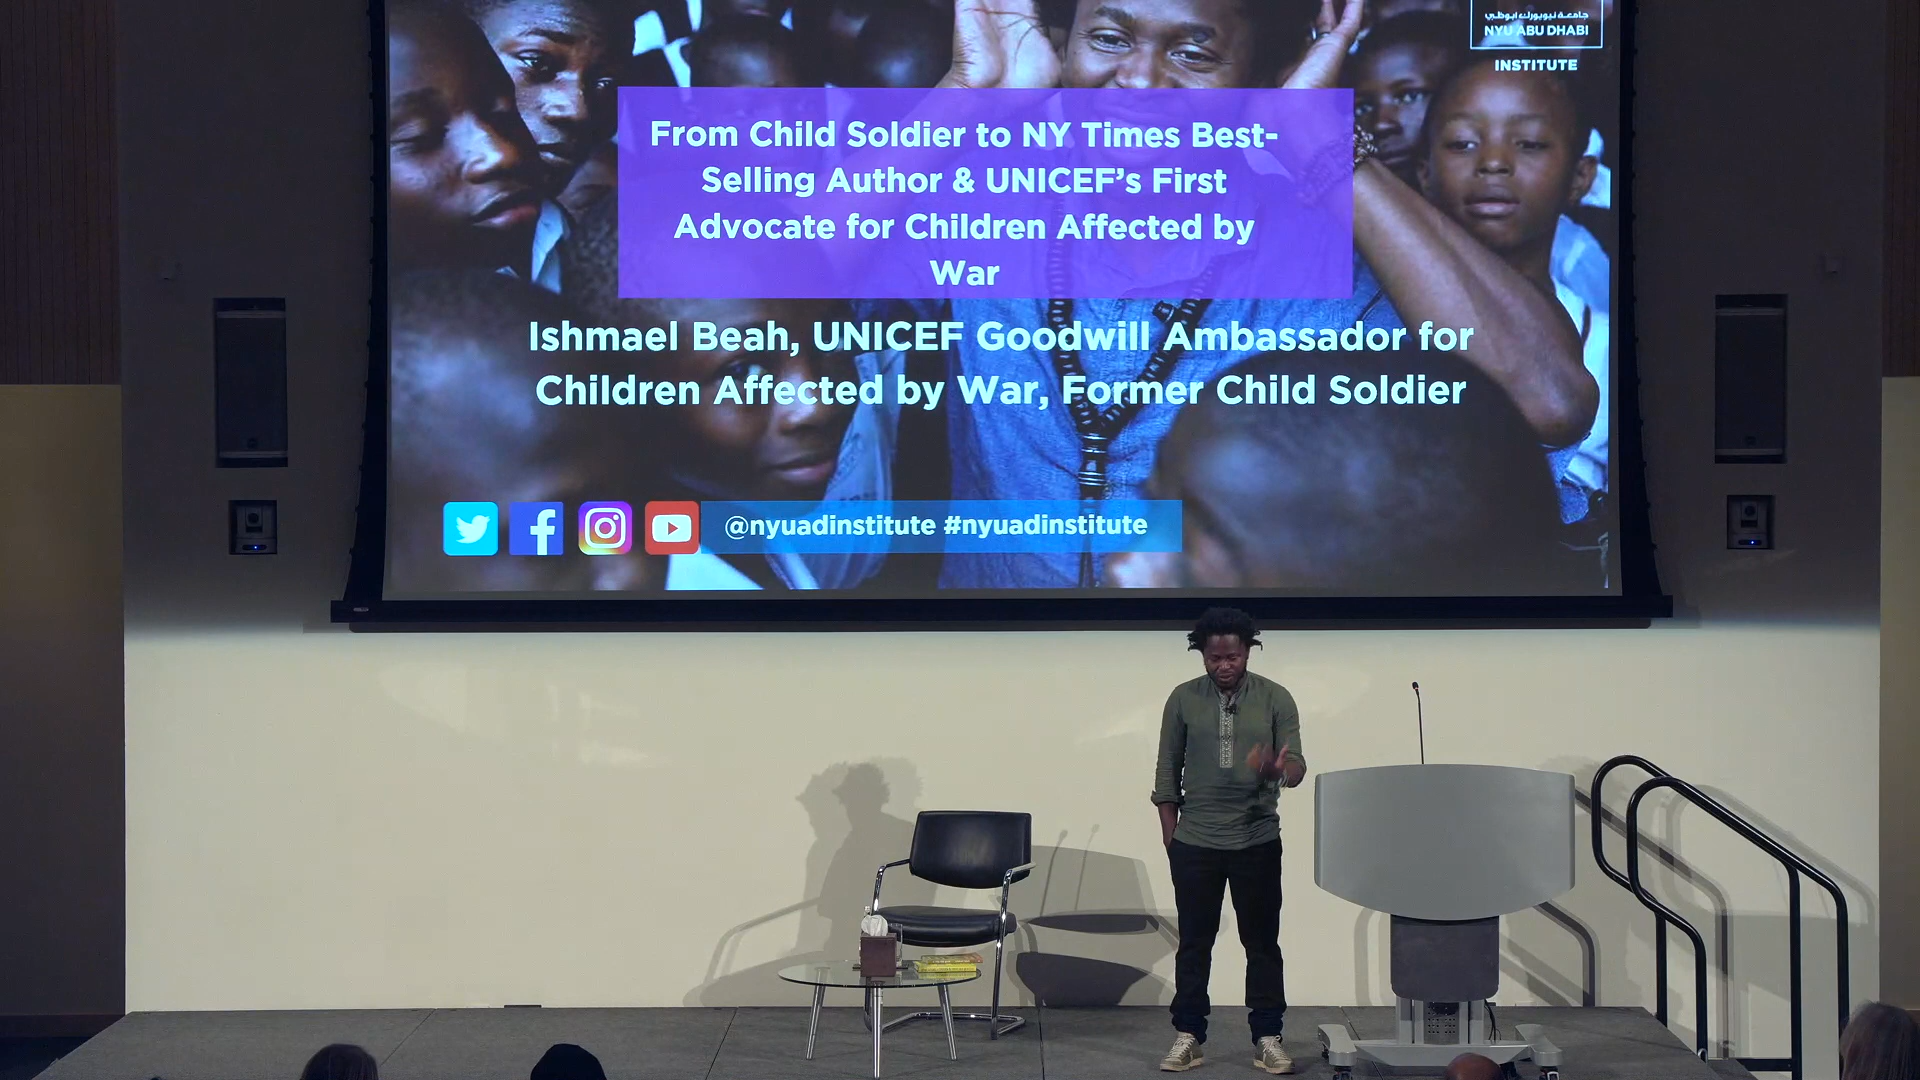 جامعة نيويورك أبوظبي
NYU ABU DHABI
INSTITUTE
From Child Soldier to NY Times Best-
Selling Author & UNICEF’s First
Advocate for Children Affected by
War
Ishmael Beah, UNICEF Goodwill Ambassador for
Children Affected by War, Former Child Soldier
@nyuadinstitute #nyuadinstitute